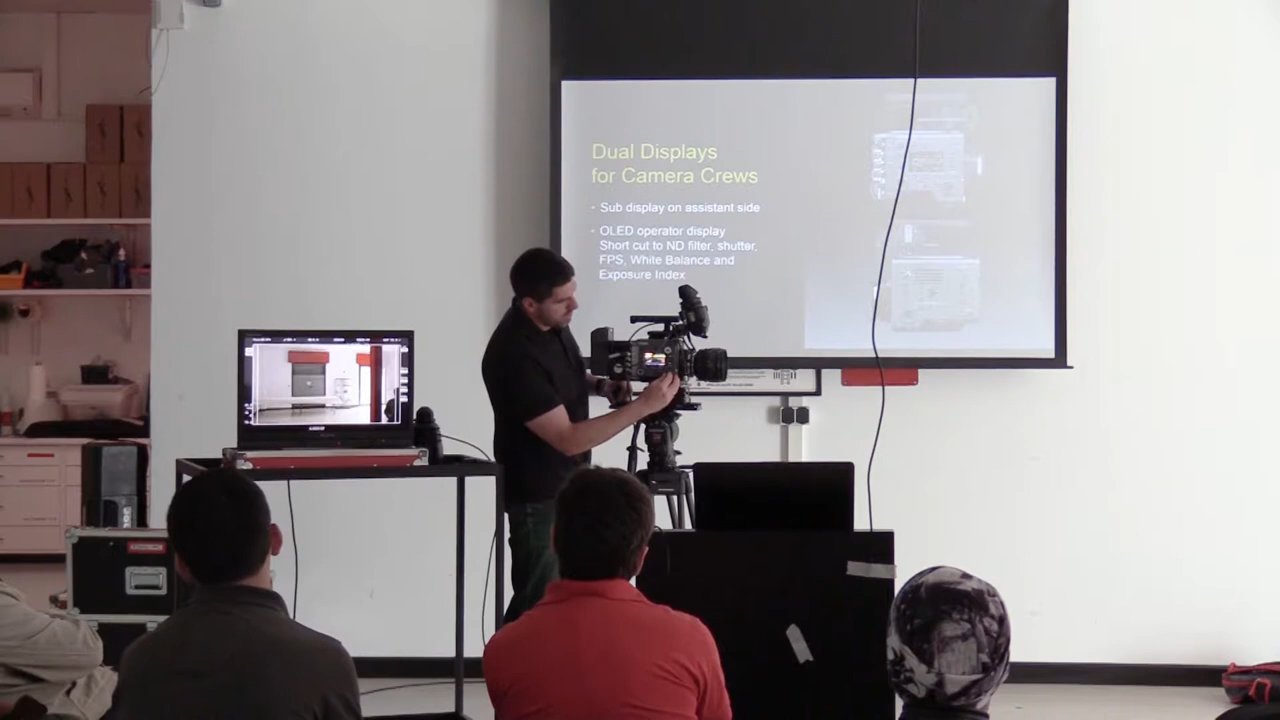 Dual Displays
for Camera Crews
- Sub display on assistant side
- OLED operator display
Short cut to ND filter, shutter,
FPS, White Balance and
Exposure Index